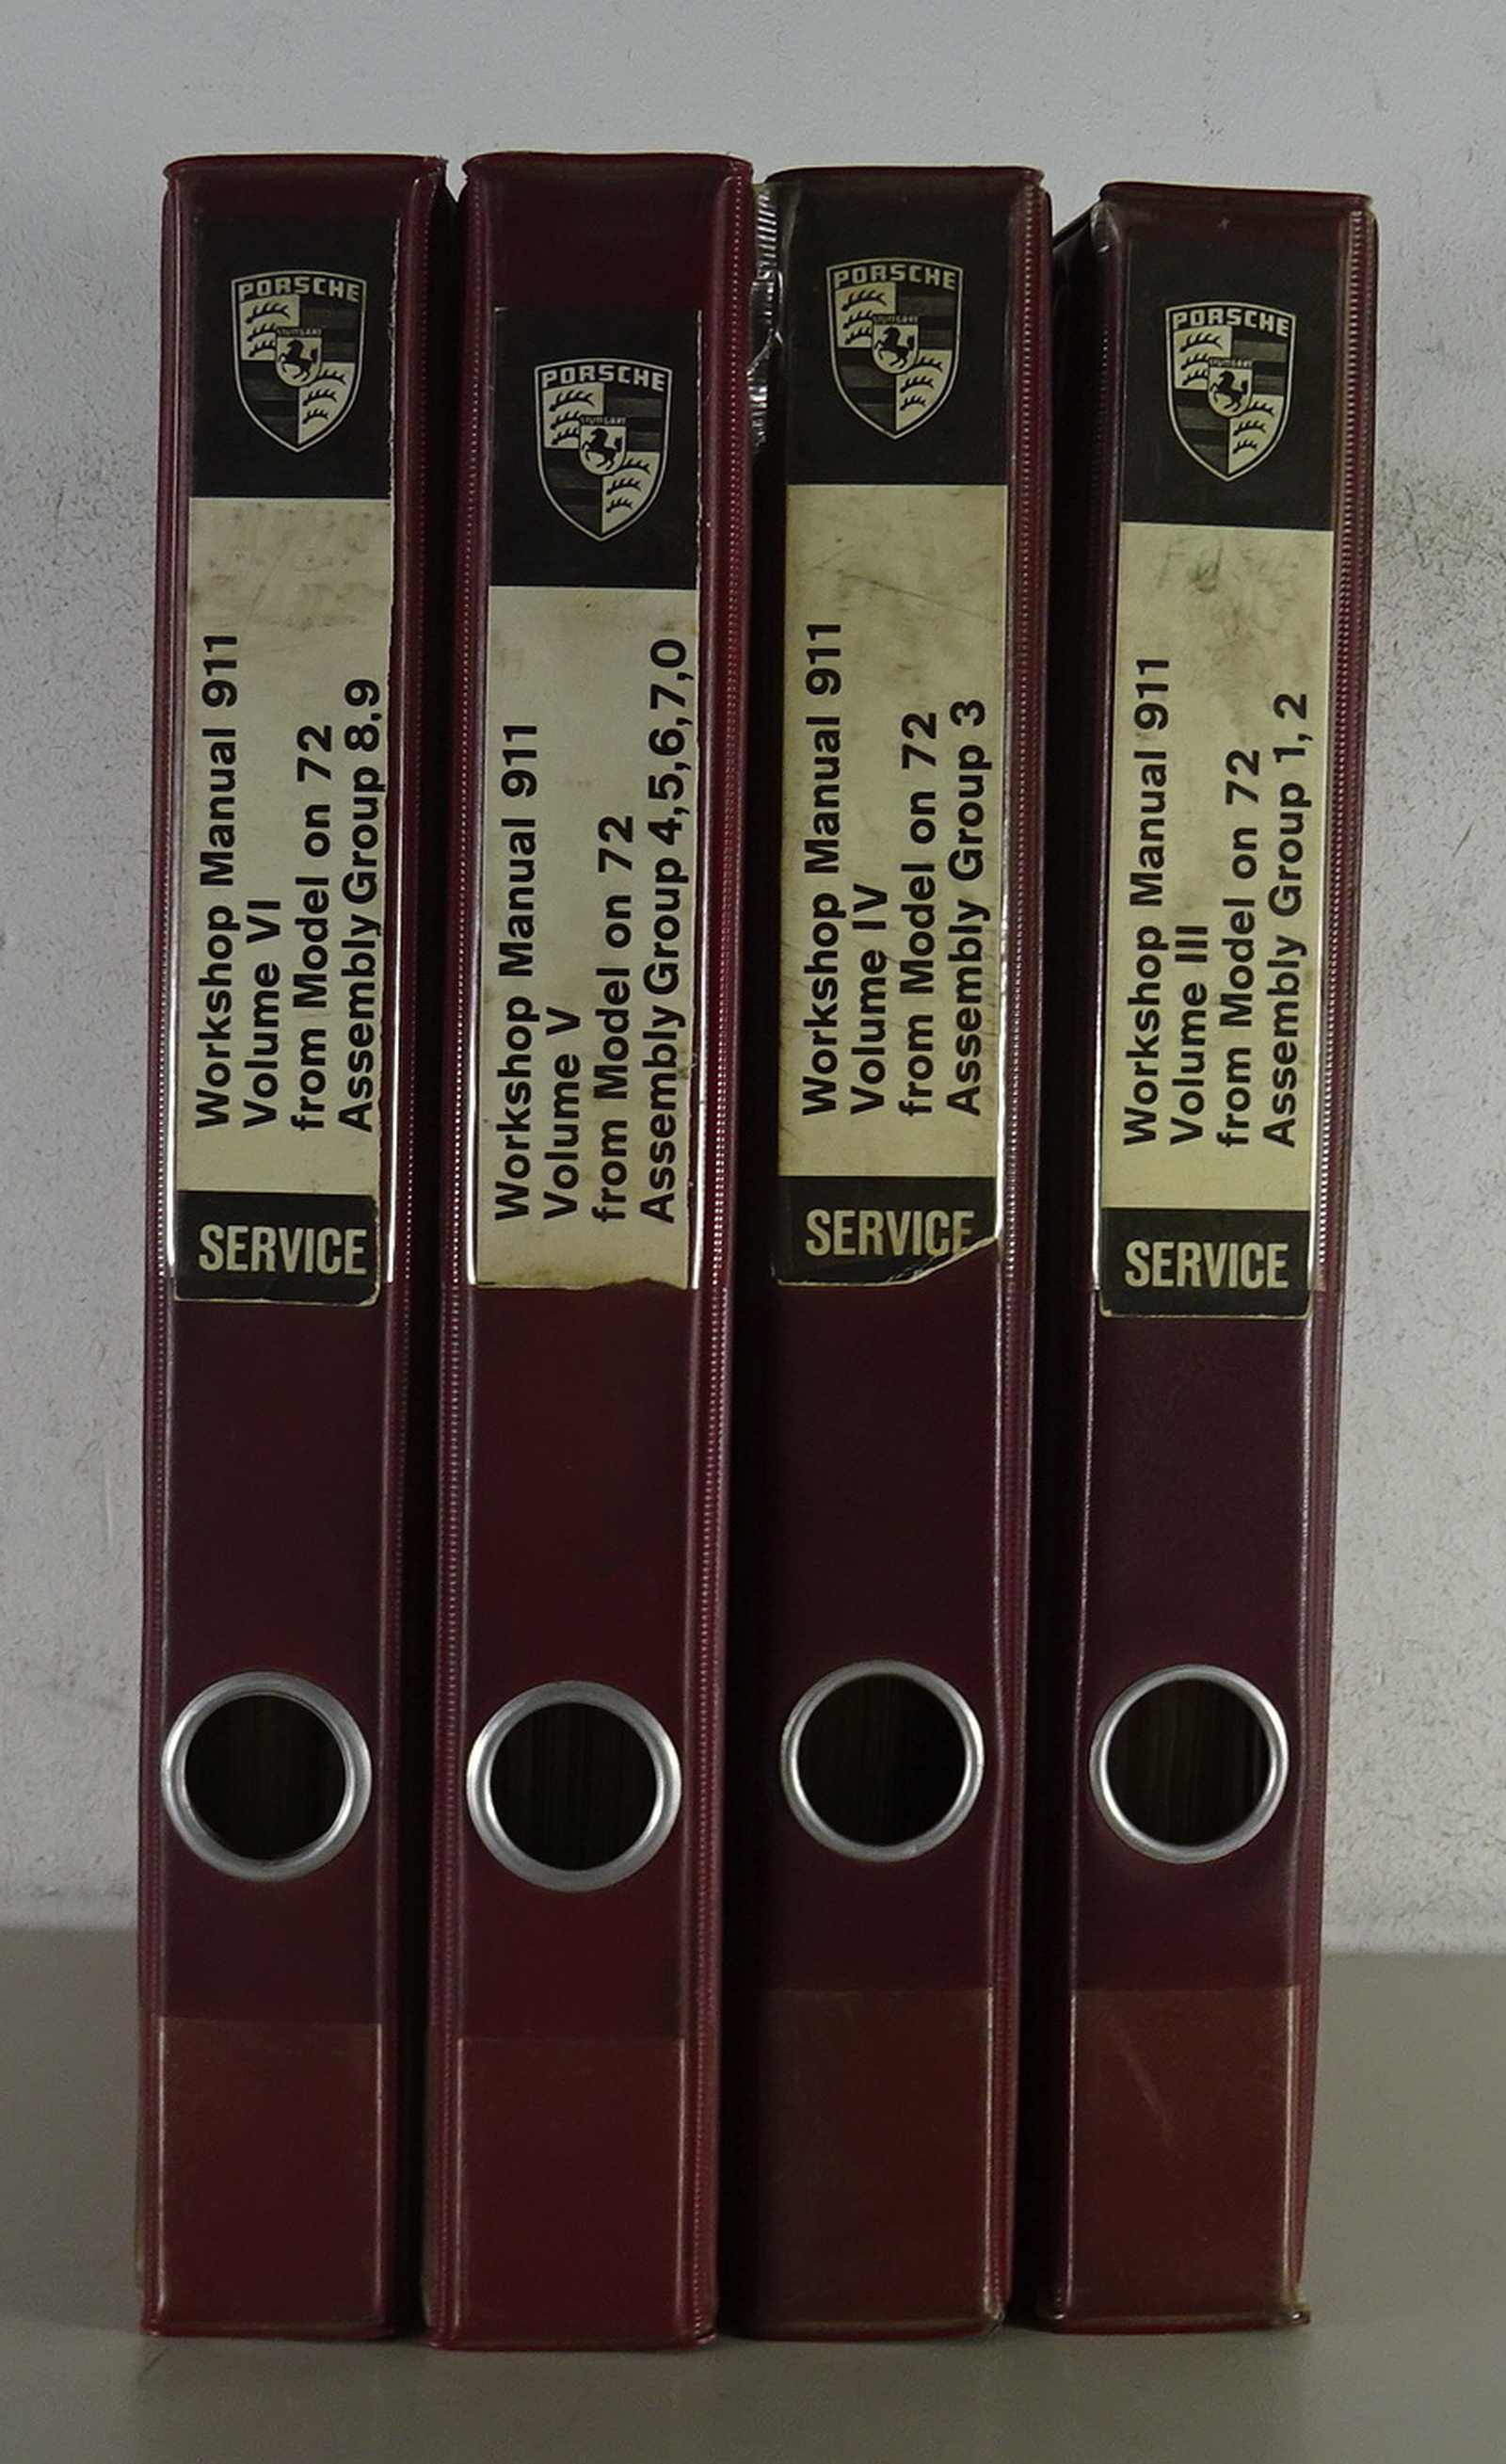 PORSCHE
STUTTGART
Workshop Manual 911
Volume VI
from Model on 72
Assembly Group 8,9
SERVICE
PORSCHE
STUTTGART
Workshop Manual 911
Volume V
from Model on 72
Assembly Group 4,5,6,7,0
PORSCHE
STUTTGART
Workshop Manual 911
Volume IV
from Model on 72
Assembly Group 3
SERVICE
PORSCHE
STUTTGART
Workshop Manual 911
Volume III
from Model on 72
Assembly Group 1, 2
SERVICE